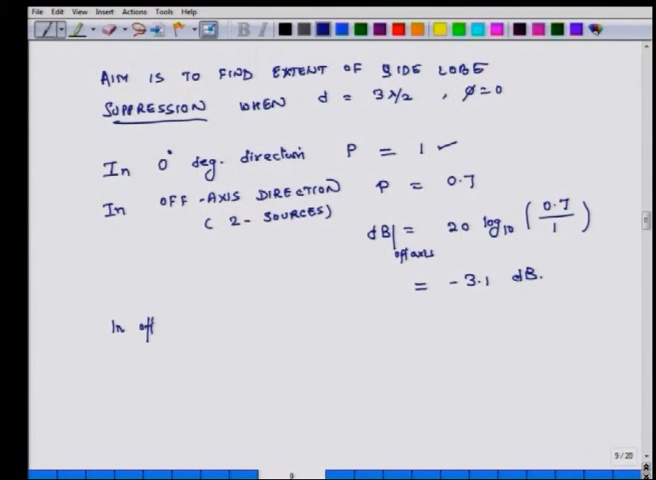 File Edit View Insert Actions Tools Help
AIM IS TO FIND EXTENT OF SIDE LOBE
SUPPRESSION WHEN d = 3λ/2 , φ=0
In 0° deg. direction P = 1 ✓
In OFF-AXIS DIRECTION P = 0.7
( 2-SOURCES)
dB|off axis = 20 log10 (0.7/1)
= -3.1 dB.
In off
9/20
9